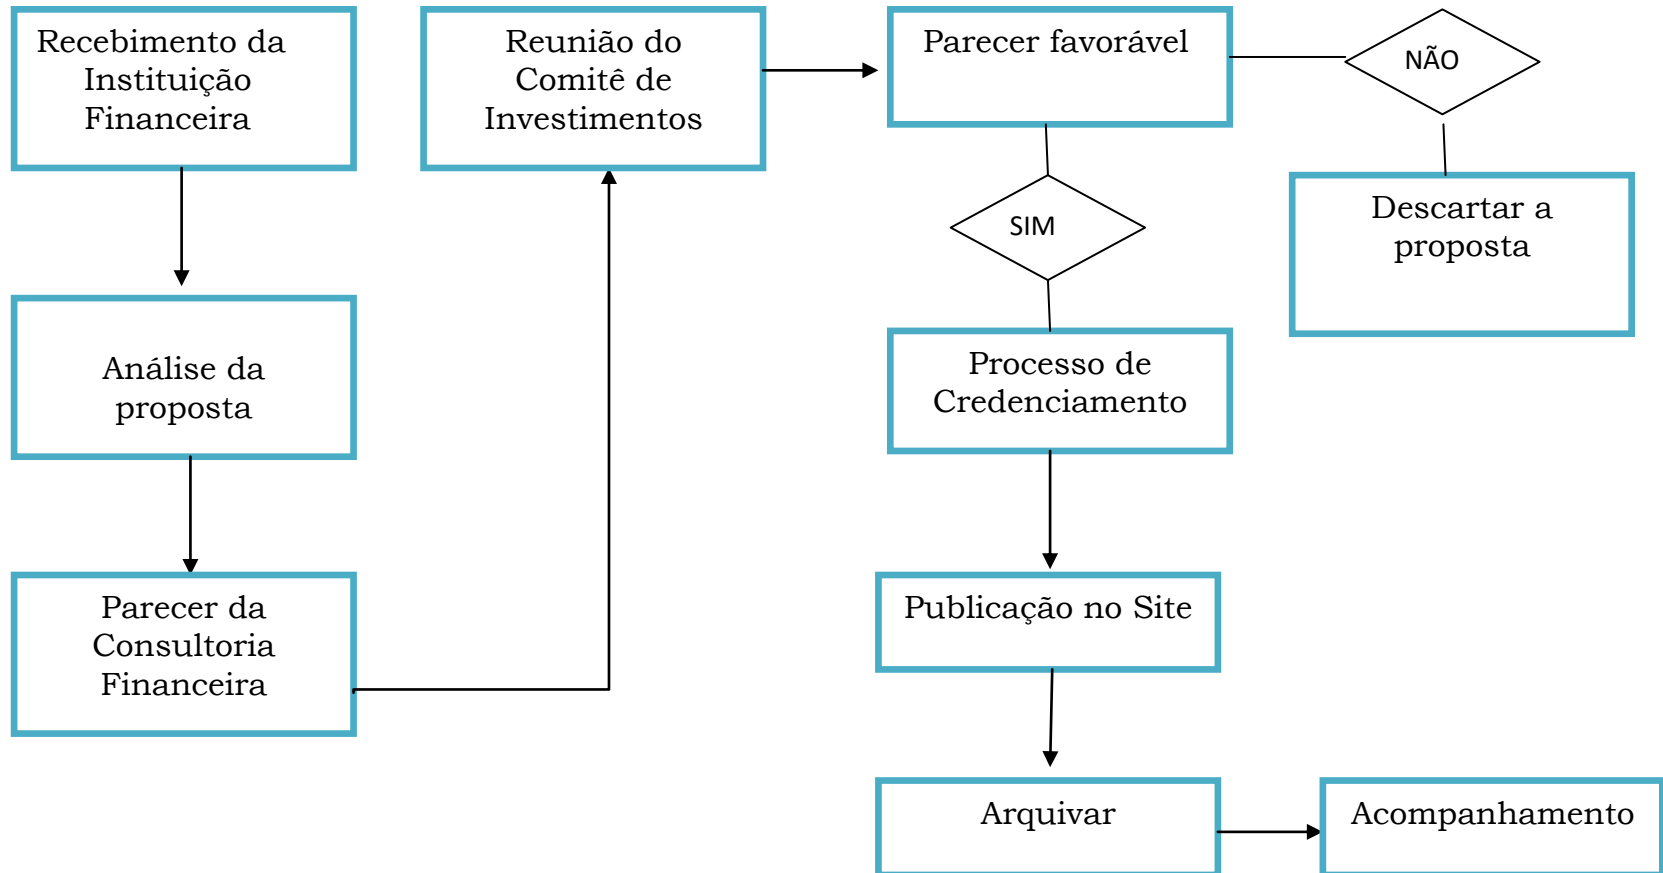 Recebimento da
Instituição
Financeira
Análise da
proposta
Parecer da
Consultoria
Financeira
Reunião do
Comitê de
Investimentos
Parecer favorável
NÃO
Descartar a
proposta
SIM
Processo de
Credenciamento
Publicação no Site
Arquivar
Acompanhamento